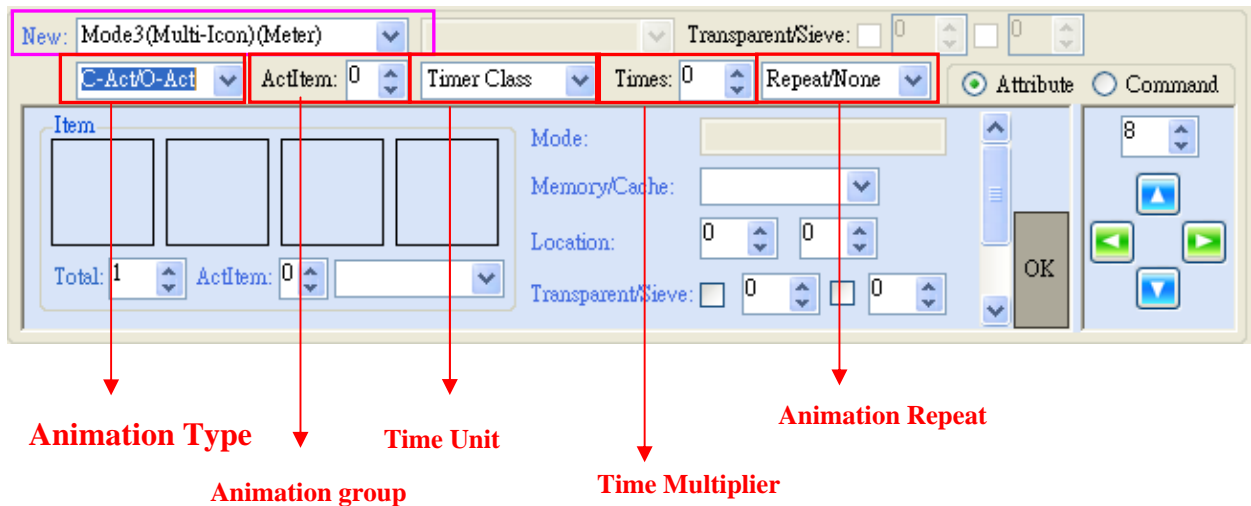 New: Mode3(Multi-Icon)(Meter) Transparent/Sieve: 0 0
C-Act/O-Act ActItem: 0 Timer Class Times: 0 Repeat/None Attribute Command
Item
Mode:
8
Memory/Cache:
Location: 0 0
Total: 1 ActItem: 0
Transparent/Sieve: 0 0
OK
Animation Type
Animation group
Time Unit
Time Multiplier
Animation Repeat